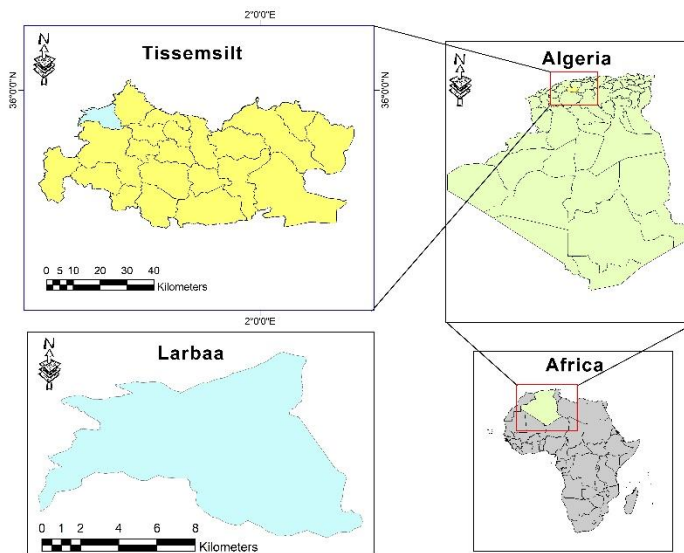 2°0'0"E
36°0'0"N
Tissemsilt
N
0 5 10 20 30 40
Kilometers
2°0'0"E
Algeria
N
36°0'0"N
Larbaa
N
0 1 2 4 6 8
Kilometers
Africa